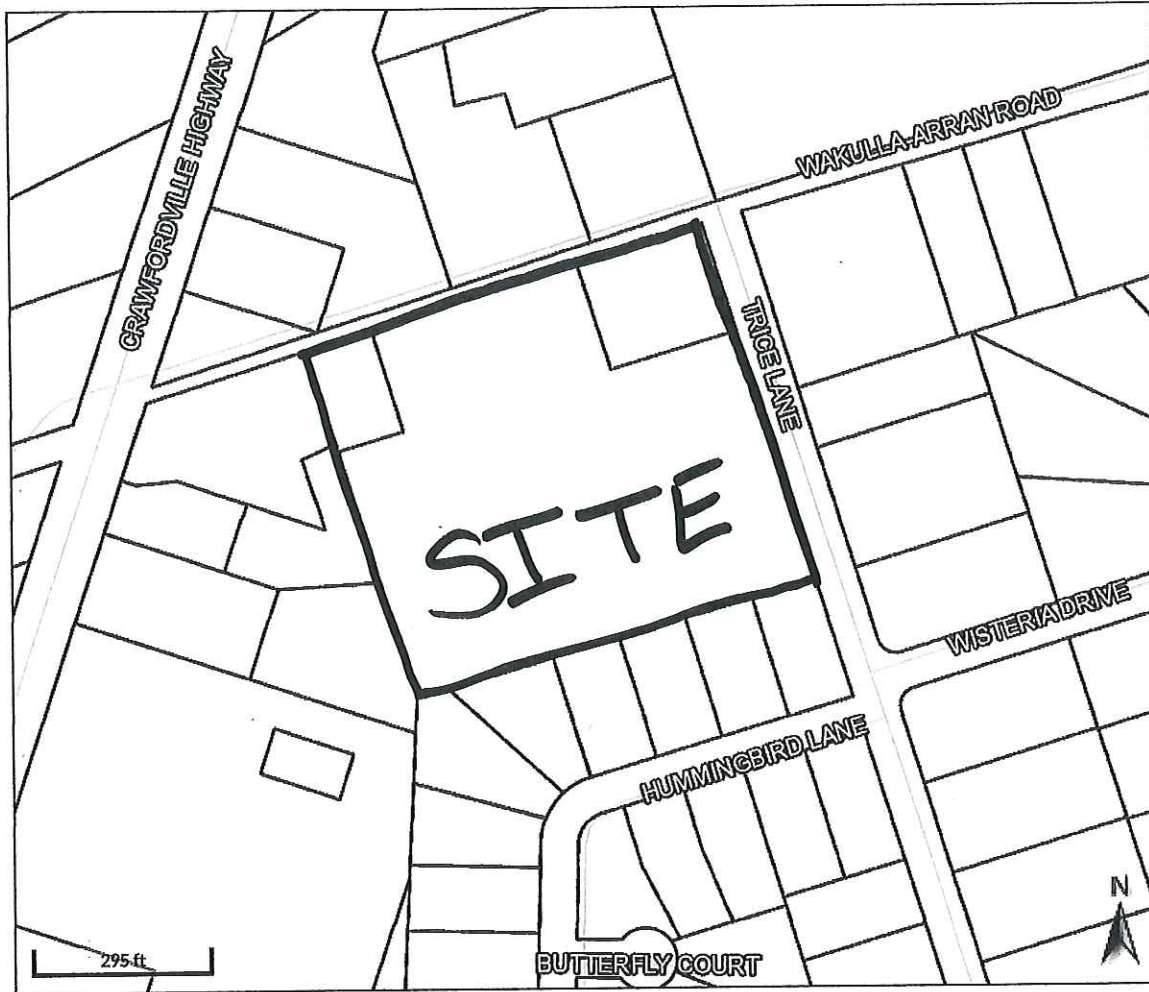 CRAWFORDVILLE HIGHWAY
WAKULLA-ARRAN ROAD
TRICE LANE
SITE
WISTERIA DRIVE
HUMMINGBIRD LANE
N
295 ft
BUTTERFLY COURT